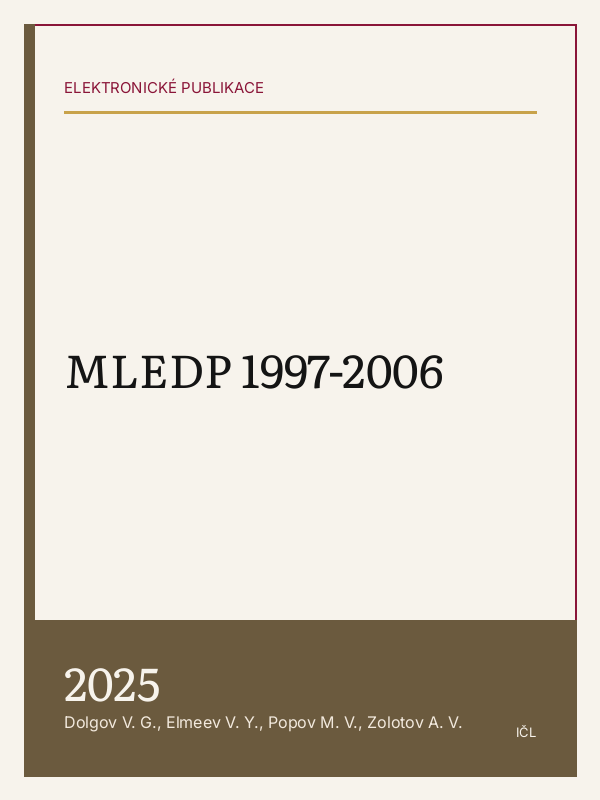 ELEKTRONICKÉ PUBLIKACE
MLEDP 1997-2006
2025
Dolgov V. G., Elmeev V. Y., Popov M. V., Zolotov A. V.
IČL